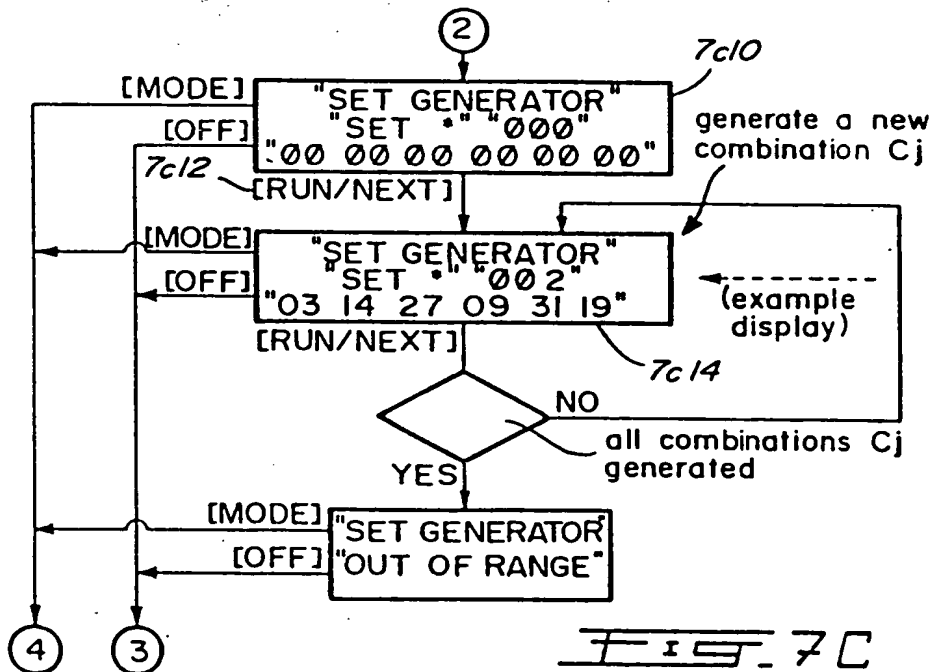 2
7c10
[MODE]
"SET GENERATOR"
"SET *" "000"
"00 00 00 00 00 00 00"
[OFF]
generate a new
combination Cj
7c12
[RUN/NEXT]
[MODE]
"SET GENERATOR"
"SET *" "002"
"03 14 27 09 31 19"
[OFF]
(example
display)
[RUN/NEXT]
7c14
NO
all combinations Cj
generated
YES
[MODE]
"SET GENERATOR"
"OUT OF RANGE"
[OFF]
4
3
FIG. 7C